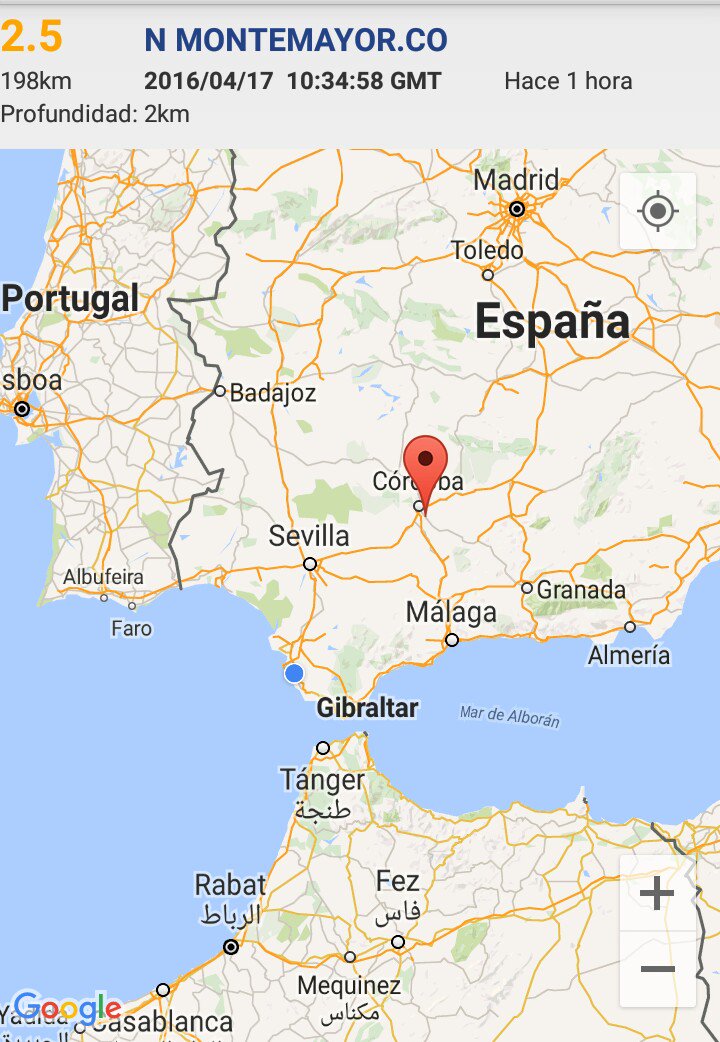 2.5 N MONTEMAYOR.CO
198km 2016/04/17 10:34:58 GMT Hace 1 hora
Profundidad: 2km
Madrid
Toledo
Portugal
España
sboa
Badajoz
Córdoba
Sevilla
Albufeira
Granada
Málaga
Faro
Almería
Gibraltar
Mar de Alborán
Tánger
طنجة
Rabat
الرباط
Fez
فاس
Mequinez
مكناس
Google
Casablanca